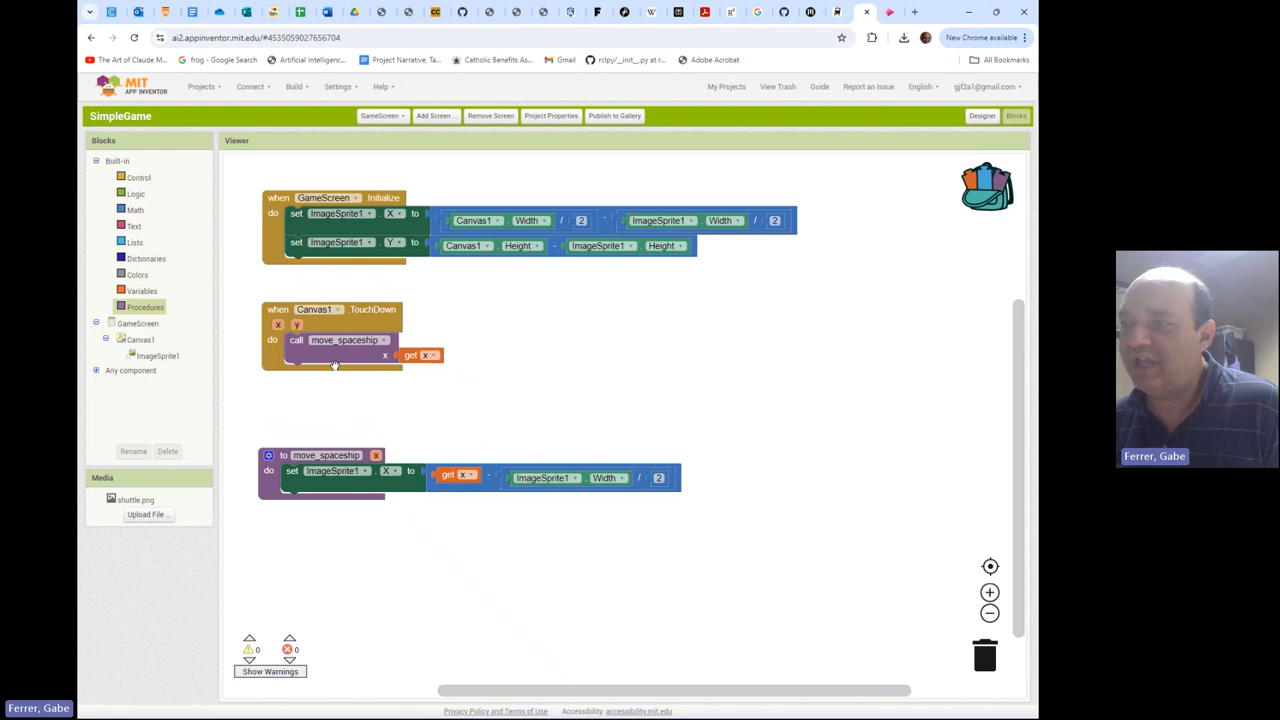 New Chrome available
ai2.appinventor.mit.edu/#4535059027656704
The Art of Claude M...
frog - Google Search
Artificial Intelligenc...
Project Narrative, Ta...
Catholic Benefits As...
Gmail
rclpy/__init__.py at r...
Adobe Acrobat
All Bookmarks
MIT
APP INVENTOR
Projects
Connect
Build
Settings
Help
My Projects
View Trash
Guide
Report an Issue
English
gjf2a1@gmail.com
SimpleGame
GameScreen
Add Screen ...
Remove Screen
Project Properties
Publish to Gallery
Designer
Blocks
Blocks
Viewer
Built-in
Control
Logic
Math
Text
Lists
Dictionaries
Colors
Variables
Procedures
GameScreen
Canvas1
ImageSprite1
Any component
Rename
Delete
Media
shuttle.png
Upload File ...
when GameScreen .Initialize
do set ImageSprite1 . X to Canvas1 . Width / 2 - ImageSprite1 . Width / 2
set ImageSprite1 . Y to Canvas1 . Height - ImageSprite1 . Height
when Canvas1 .TouchDown
x y
do call move_spaceship
x get x
to move_spaceship x
do set ImageSprite1 . X to get x - ImageSprite1 . Width / 2
0 0
Show Warnings
Privacy Policy and Terms of Use Accessibility: accessibility.mit.edu
Ferrer, Gabe
Ferrer, Gabe